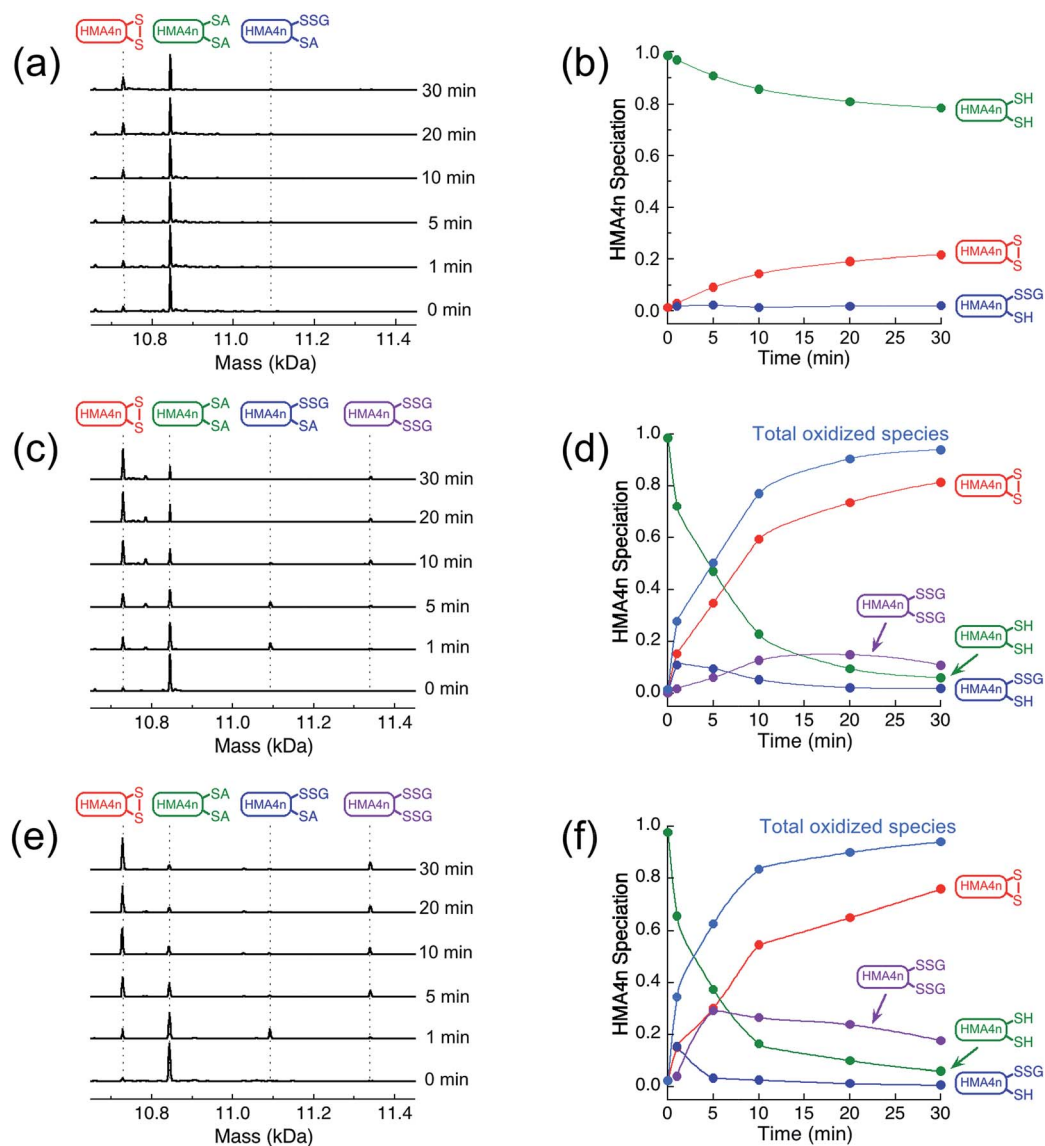 (a)
HMA4n S S
HMA4n SA SA
HMA4n SSG SA
30 min
20 min
10 min
5 min
1 min
0 min
10.8 11.0 11.2 11.4
Mass (kDa)
(b)
HMA4n Speciation
1.0
0.8
0.6
0.4
0.2
0.0
0 5 10 15 20 25 30
Time (min)
HMA4n SH SH
HMA4n S S
HMA4n SSG SH
(c)
HMA4n S S
HMA4n SA SA
HMA4n SSG SA
HMA4n SSG SSG
30 min
20 min
10 min
5 min
1 min
0 min
10.8 11.0 11.2 11.4
Mass (kDa)
(d)
HMA4n Speciation
1.0
0.8
0.6
0.4
0.2
0.0
0 5 10 15 20 25 30
Time (min)
Total oxidized species
HMA4n S S
HMA4n SSG SSG
HMA4n SH SH
HMA4n SSG SH
(e)
HMA4n S S
HMA4n SA SA
HMA4n SSG SA
HMA4n SSG SSG
30 min
20 min
10 min
5 min
1 min
0 min
10.8 11.0 11.2 11.4
Mass (kDa)
(f)
HMA4n Speciation
1.0
0.8
0.6
0.4
0.2
0.0
0 5 10 15 20 25 30
Time (min)
Total oxidized species
HMA4n S S
HMA4n SSG SSG
HMA4n SH SH
HMA4n SSG SH